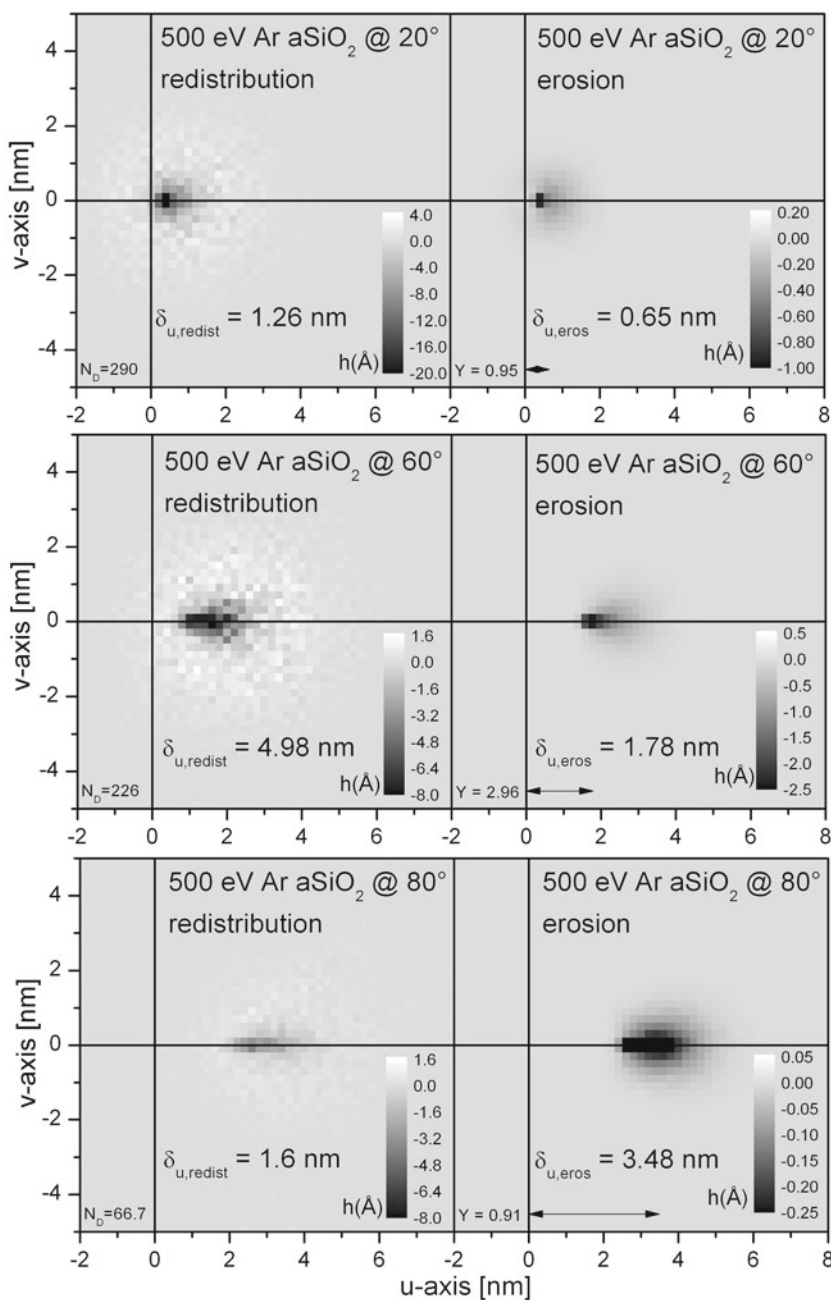 500 eV Ar aSiO₂ @ 20°
redistribution
4
2
0
-2
-4
v-axis [nm]
4.0
0.0
-4.0
-8.0
-12.0
-16.0
-20.0
δu,redist = 1.26 nm
h(Å)
N_D=290
-2
0
2
4
6
500 eV Ar aSiO₂ @ 20°
erosion
0.20
0.00
-0.20
-0.40
-0.60
-0.80
-1.00
δu,eros = 0.65 nm
h(Å)
Y = 0.95
-2
0
2
4
6
8
500 eV Ar aSiO₂ @ 60°
redistribution
4
2
0
-2
-4
v-axis [nm]
1.6
0.0
-1.6
-3.2
-4.8
-6.4
-8.0
δu,redist = 4.98 nm
h(Å)
N_D=226
-2
0
2
4
6
500 eV Ar aSiO₂ @ 60°
erosion
0.5
0.0
-0.5
-1.0
-1.5
-2.0
-2.5
δu,eros = 1.78 nm
h(Å)
Y = 2.96
-2
0
2
4
6
8
500 eV Ar aSiO₂ @ 80°
redistribution
4
2
0
-2
-4
v-axis [nm]
1.6
0.0
-1.6
-3.2
-4.8
-6.4
-8.0
δu,redist = 1.6 nm
h(Å)
N_D=66.7
-2
0
2
4
6
500 eV Ar aSiO₂ @ 80°
erosion
0.05
0.00
-0.05
-0.10
-0.15
-0.20
-0.25
δu,eros = 3.48 nm
h(Å)
Y = 0.91
-2
0
2
4
6
8
u-axis [nm]